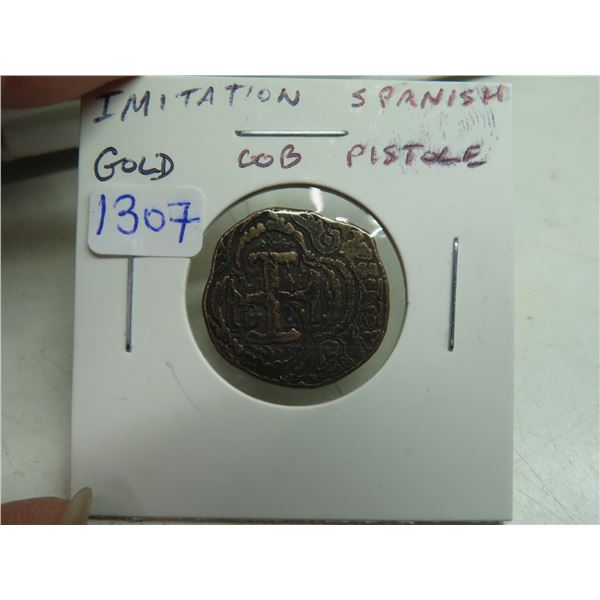 IMITATION SPANISH
GOLD COB PISTOLE
1307